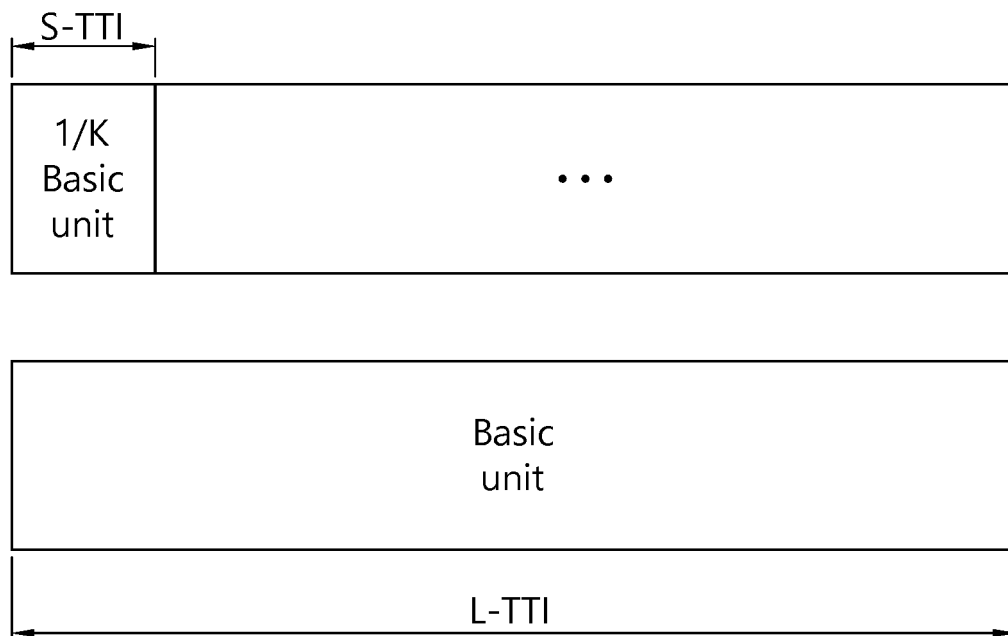 S-TTI
1/K
Basic
unit
...
Basic
unit
L-TTI